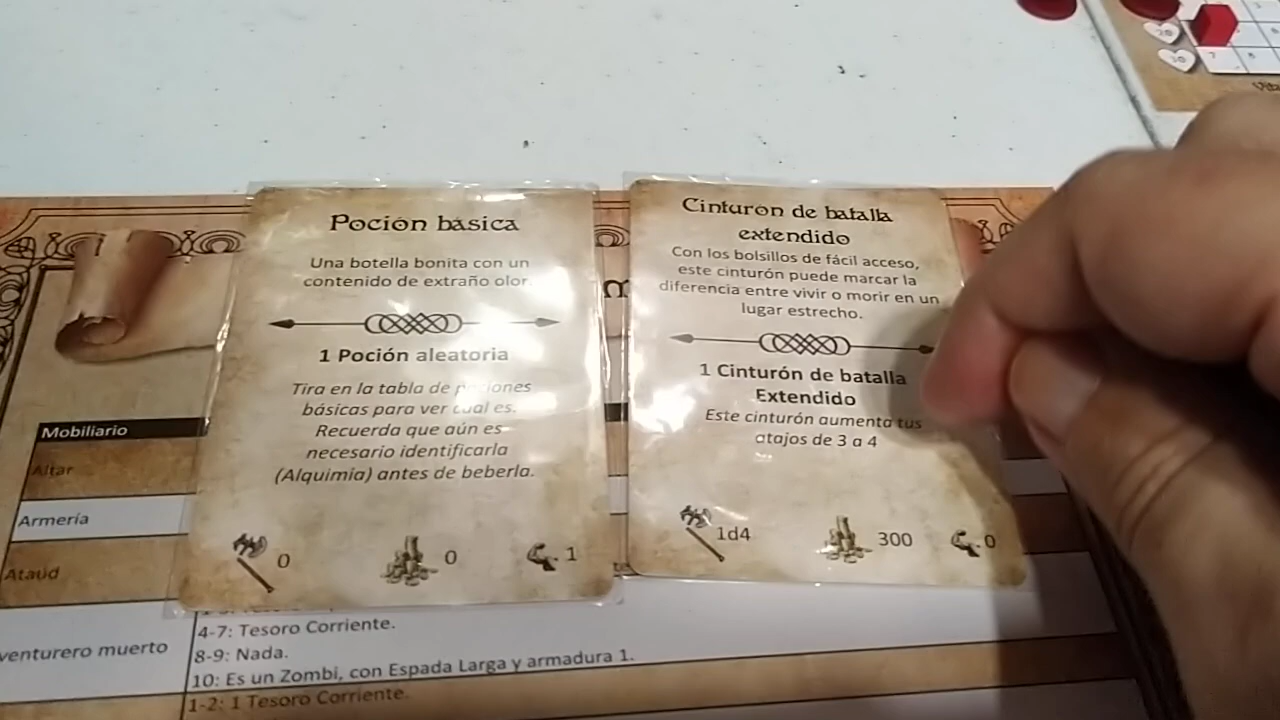 Poción básica
Una botella bonita con un
contenido de extraño olor.
1 Poción aleatoria
Tira en la tabla de pociones
básicas para ver cual es.
Recuerda que aún es
necesario identificarla
(Alquimia) antes de beberla.
0
0
1
Cinturón de batalla
extendido
Con los bolsillos de fácil acceso,
este cinturón puede marcar la
diferencia entre vivir o morir en un
lugar estrecho.
1 Cinturón de batalla
Extendido
Este cinturón aumenta tus
atajos de 3 a 4
1d4
300
0
Mobiliario
Altar
Armería
Ataúd
venturero muerto
4-7: Tesoro Corriente.
8-9: Nada.
10: Es un Zombi, con Espada Larga y armadura 1.
1-2: 1 Tesoro Corriente.